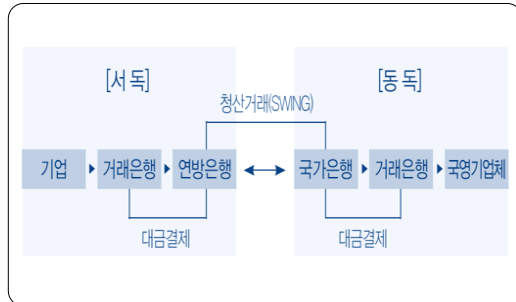 [서독]
[동독]
청산거래(SWING)
기업
거래은행
연방은행
국가은행
거래은행
국영기업체
대금결제
대금결제